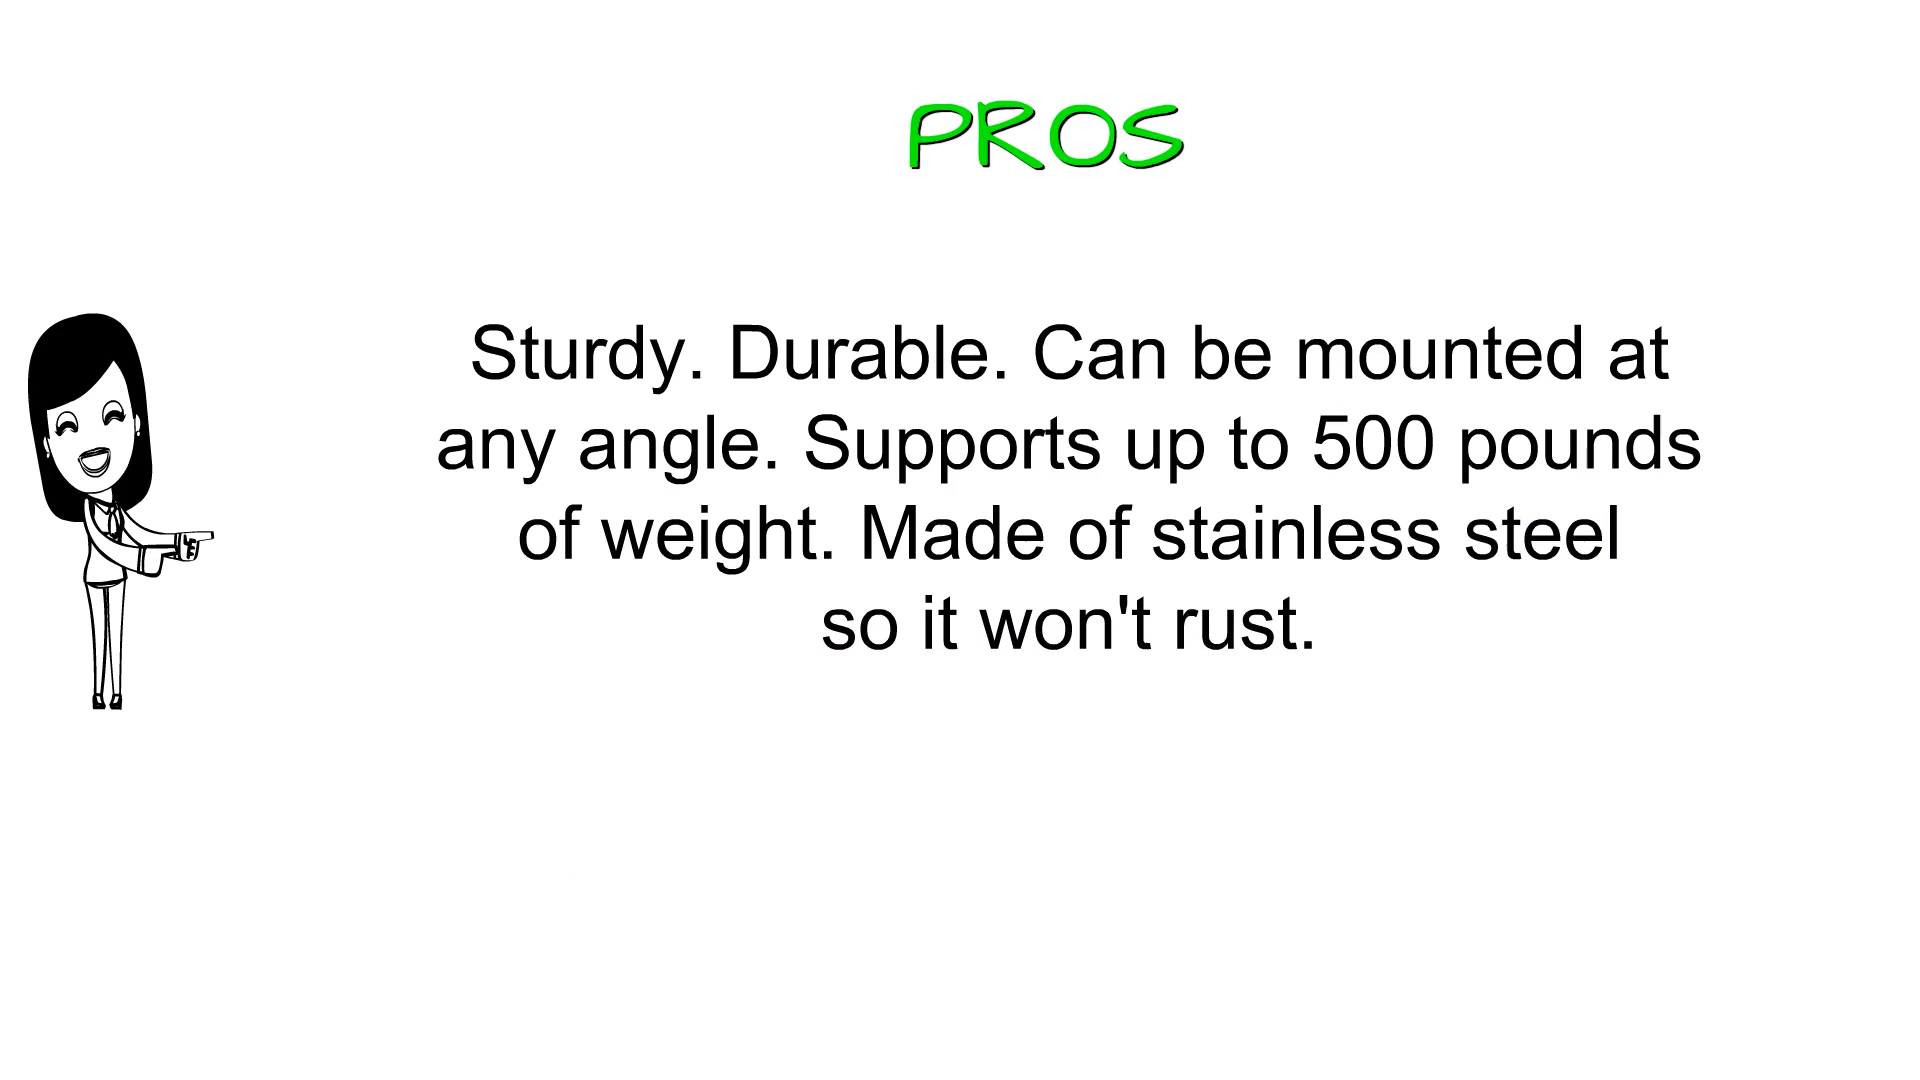 PROS
Sturdy. Durable. Can be mounted at
any angle. Supports up to 500 pounds
of weight. Made of stainless steel
so it won't rust.